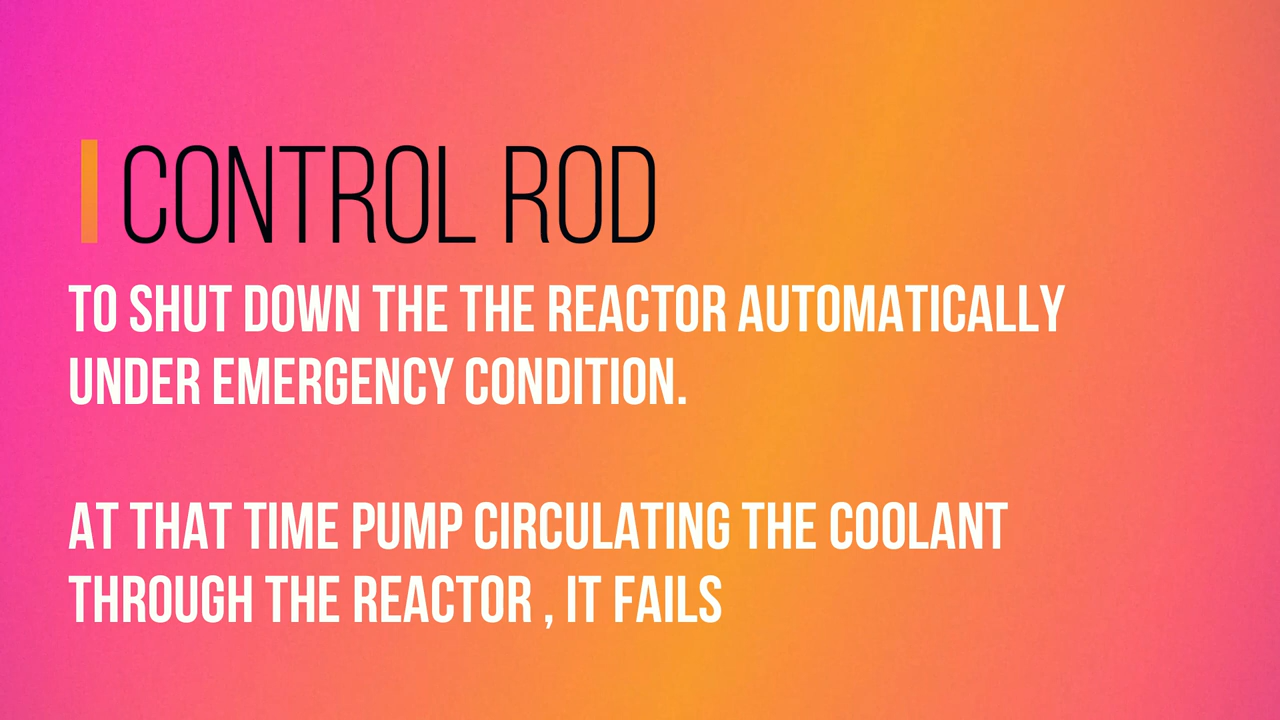 CONTROL ROD
TO SHUT DOWN THE THE REACTOR AUTOMATICALLY
UNDER EMERGENCY CONDITION.
AT THAT TIME PUMP CIRCULATING THE COOLANT
THROUGH THE REACTOR , IT FAILS